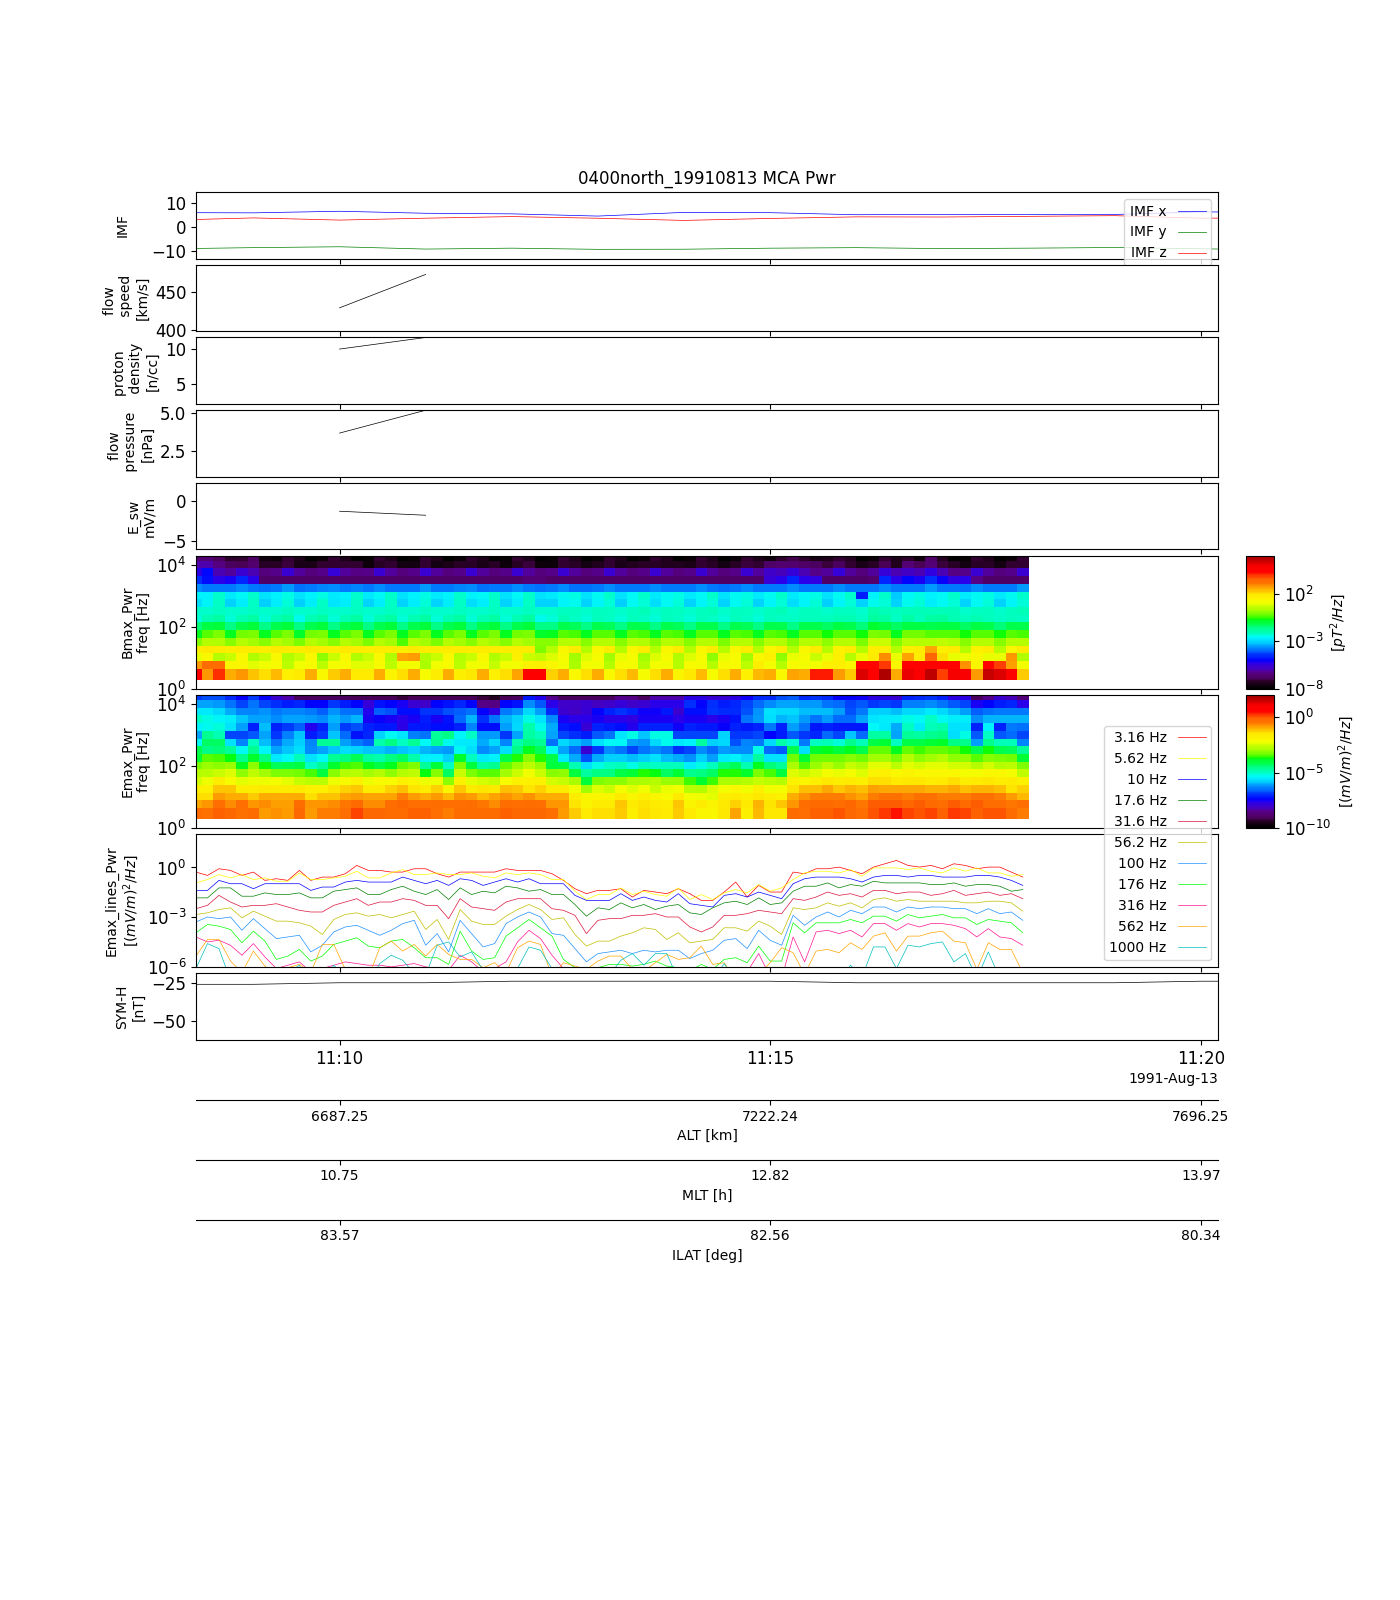 0400north_19910813 MCA Pwr
IMF
10
0
−10
IMF x
IMF y
IMF z
flow
speed
[km/s]
450
400
proton
density
[n/cc]
10
5
flow
pressure
[nPa]
5.0
2.5
E_sw
mV/m
0
−5
Bmax_Pwr
freq [Hz]
10^4
10^2
10^0
10^2
10^−3
10^−8
[pT^2/Hz]
Emax_Pwr
freq [Hz]
10^4
10^2
10^0
10^0
10^−5
10^−10
[(mV/m)^2/Hz]
3.16 Hz
5.62 Hz
10 Hz
17.6 Hz
31.6 Hz
56.2 Hz
100 Hz
176 Hz
316 Hz
562 Hz
1000 Hz
Emax_lines_Pwr
[(mV/m)^2/Hz]
10^0
10^−3
10^−6
SYM-H
[nT]
−25
−50
11:10 11:15 11:20
1991-Aug-13
6687.25 7222.24 7696.25
ALT [km]
10.75 12.82 13.97
MLT [h]
83.57 82.56 80.34
ILAT [deg]